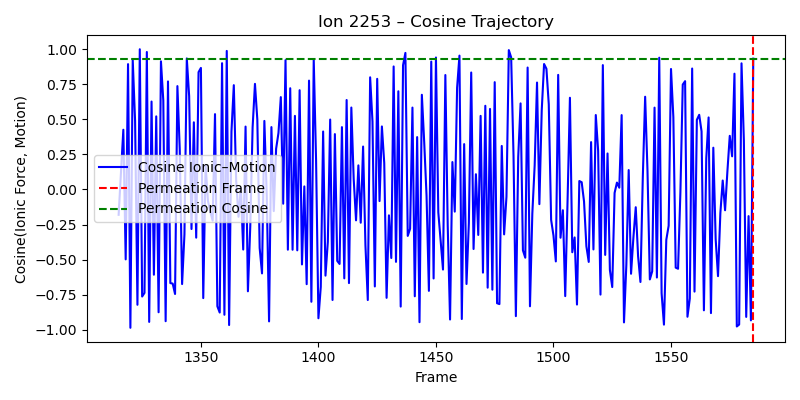 Ion 2253 – Cosine Trajectory
Cosine(Ionic Force, Motion)
1.00
0.75
0.50
0.25
0.00
−0.25
−0.50
−0.75
−1.00
Cosine Ionic–Motion
Permeation Frame
Permeation Cosine
1350
1400
1450
1500
1550
Frame